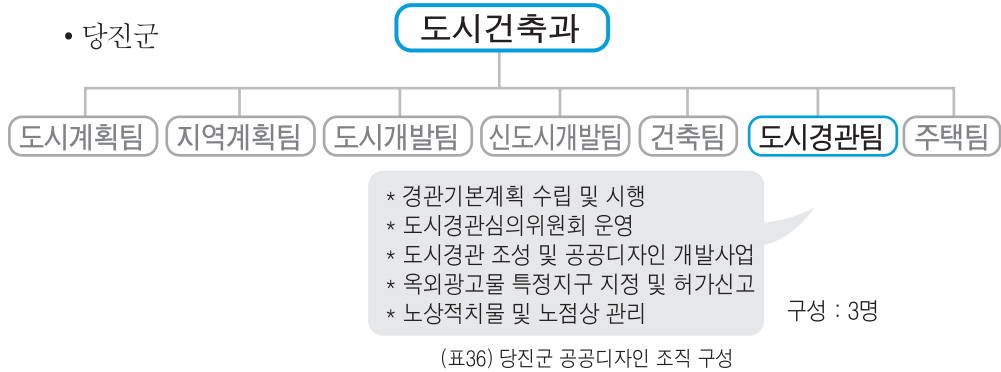 • 당진군
도시건축과
도시계획팀 지역계획팀 도시개발팀 신도시개발팀 건축팀 도시경관팀 주택팀
* 경관기본계획 수립 및 시행
* 도시경관심의위원회 운영
* 도시경관 조성 및 공공디자인 개발사업
* 옥외광고물 특정지구 지정 및 허가신고
* 노상적치물 및 노점상 관리
구성 : 3명
(표36) 당진군 공공디자인 조직 구성